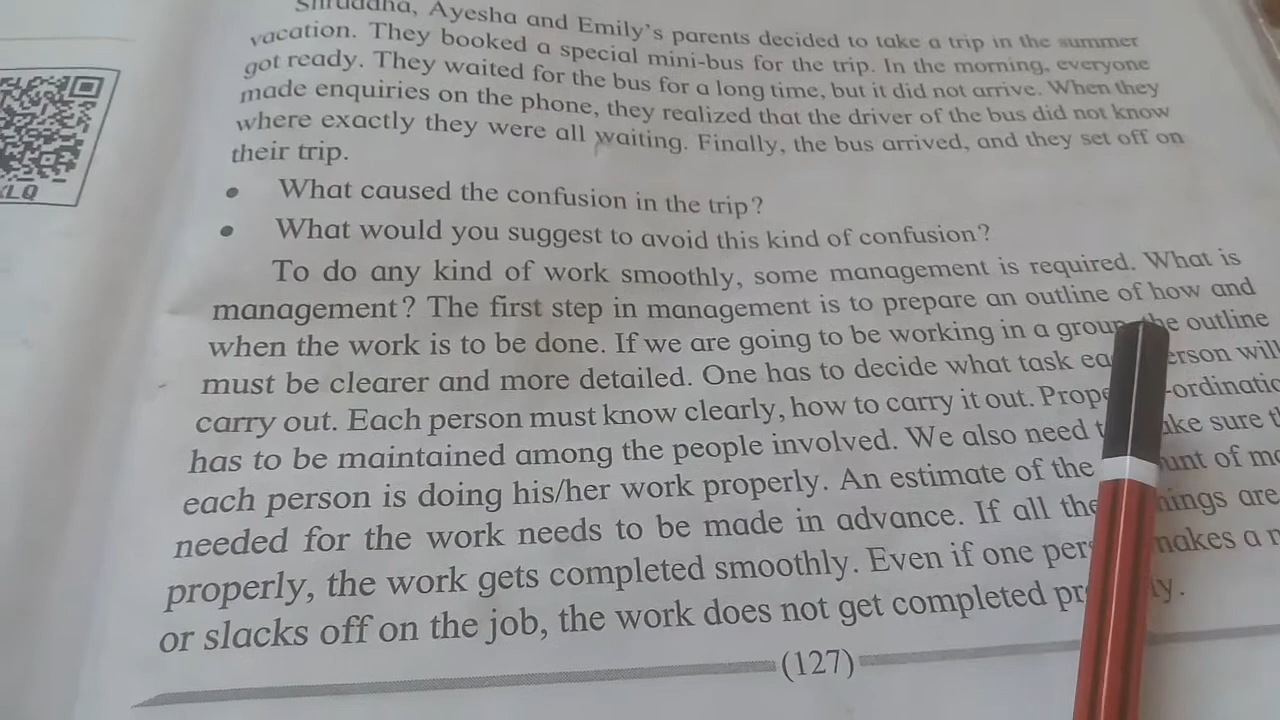 Shraddha, Ayesha and Emily's parents decided to take a trip in the summer
vacation. They booked a special mini-bus for the trip. In the morning, everyone
got ready. They waited for the bus for a long time, but it did not arrive. When they
made enquiries on the phone, they realized that the driver of the bus did not know
where exactly they were all waiting. Finally, the bus arrived, and they set off on
their trip.
• What caused the confusion in the trip?
• What would you suggest to avoid this kind of confusion?
To do any kind of work smoothly, some management is required. What is
management? The first step in management is to prepare an outline of how and
when the work is to be done. If we are going to be working in a group the outline
must be clearer and more detailed. One has to decide what task person will
carry out. Each person must know clearly, how to carry it out.
has to be maintained among the people involved. We also need sure
each person is doing his/her work properly. An estimate of the of
needed for the work needs to be made in advance. If all are
properly, the work gets completed smoothly. Even if one makes a
or slacks off on the job, the work does not get completed
(127)
LQ